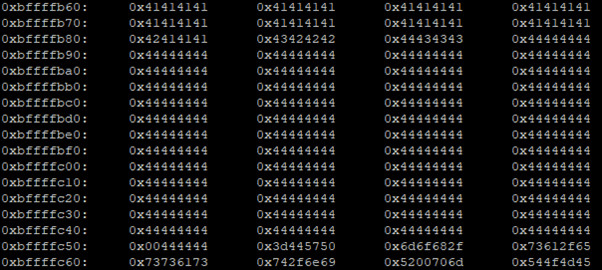 0xbffffb60: 0x41414141 0x41414141 0x41414141 0x41414141
0xbffffb70: 0x41414141 0x41414141 0x41414141 0x41414141
0xbffffb80: 0x42414141 0x43424242 0x44434343 0x44444444
0xbffffb90: 0x44444444 0x44444444 0x44444444 0x44444444
0xbffffba0: 0x44444444 0x44444444 0x44444444 0x44444444
0xbffffbb0: 0x44444444 0x44444444 0x44444444 0x44444444
0xbffffbc0: 0x44444444 0x44444444 0x44444444 0x44444444
0xbffffbd0: 0x44444444 0x44444444 0x44444444 0x44444444
0xbffffbe0: 0x44444444 0x44444444 0x44444444 0x44444444
0xbffffbf0: 0x44444444 0x44444444 0x44444444 0x44444444
0xbffffc00: 0x44444444 0x44444444 0x44444444 0x44444444
0xbffffc10: 0x44444444 0x44444444 0x44444444 0x44444444
0xbffffc20: 0x44444444 0x44444444 0x44444444 0x44444444
0xbffffc30: 0x44444444 0x44444444 0x44444444 0x44444444
0xbffffc40: 0x44444444 0x44444444 0x44444444 0x44444444
0xbffffc50: 0x00444444 0x3d445750 0x6d6f682f 0x73612f65
0xbffffc60: 0x73736173 0x742f6e69 0x5200706d 0x544f4d45